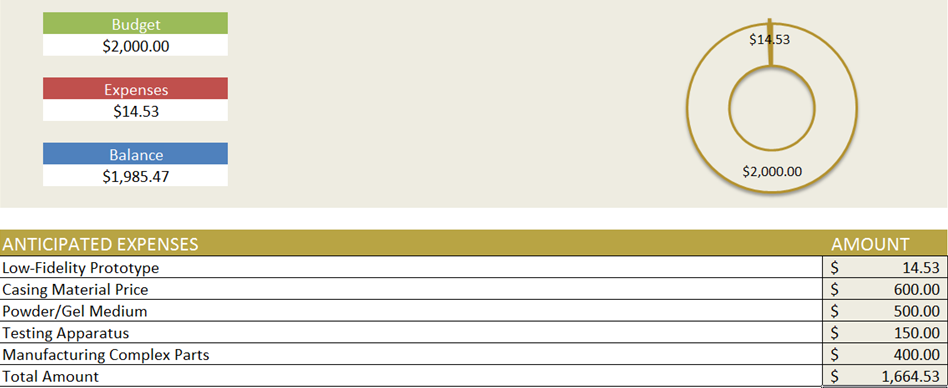 Budget
$2,000.00
Expenses
$14.53
Balance
$1,985.47
$14.53
$2,000.00
ANTICIPATED EXPENSES AMOUNT
Low-Fidelity Prototype $ 14.53
Casing Material Price $ 600.00
Powder/Gel Medium $ 500.00
Testing Apparatus $ 150.00
Manufacturing Complex Parts $ 400.00
Total Amount $ 1,664.53